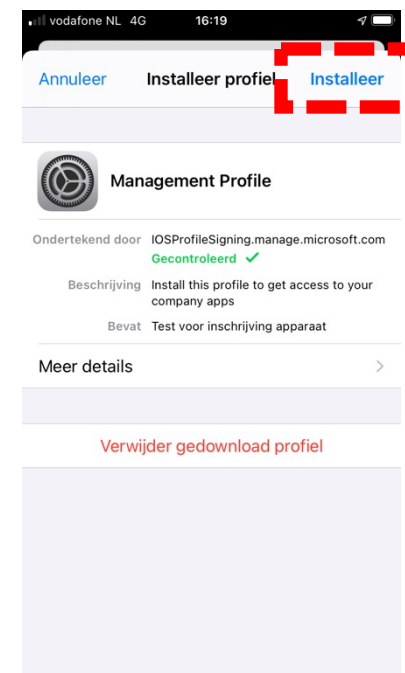 vodafone NL 4G 16:19
Annuleer Installeer profiel Installeer
Management Profile
Ondertekend door IOSProfileSigning.manage.microsoft.com
Gecontroleerd ✓
Beschrijving Install this profile to get access to your
company apps
Bevat Test voor inschrijving apparaat
Meer details
Verwijder gedownload profiel